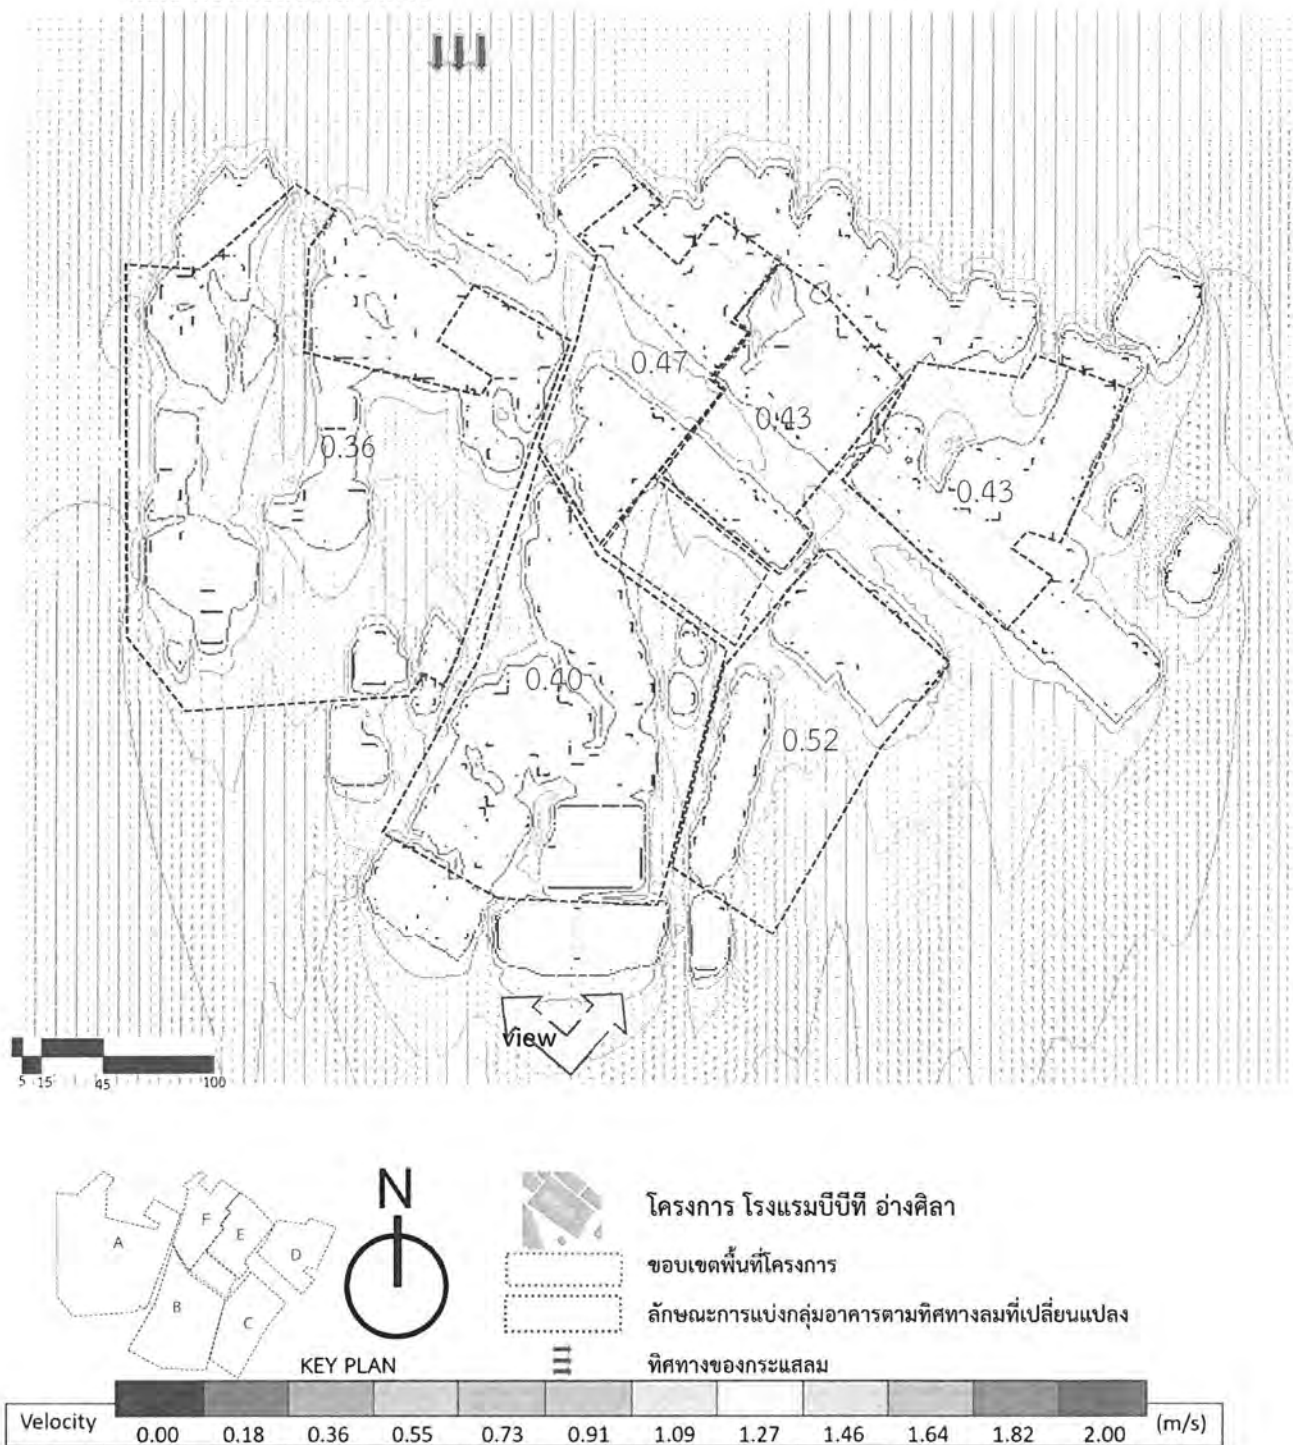 0.47
0.43
0.36
0.43
0.40
0.52
view
5 15 45 100
A
F
E
D
B
C
N
KEY PLAN
โครงการ โรงแรมบีบีที อ่างศิลา
ขอบเขตพื้นที่โครงการ
ลักษณะการแบ่งกลุ่มอาคารตามทิศทางลมที่เปลี่ยนแปลง
ทิศทางของกระแสลม
Velocity 0.00 0.18 0.36 0.55 0.73 0.91 1.09 1.27 1.46 1.64 1.82 2.00 (m/s)